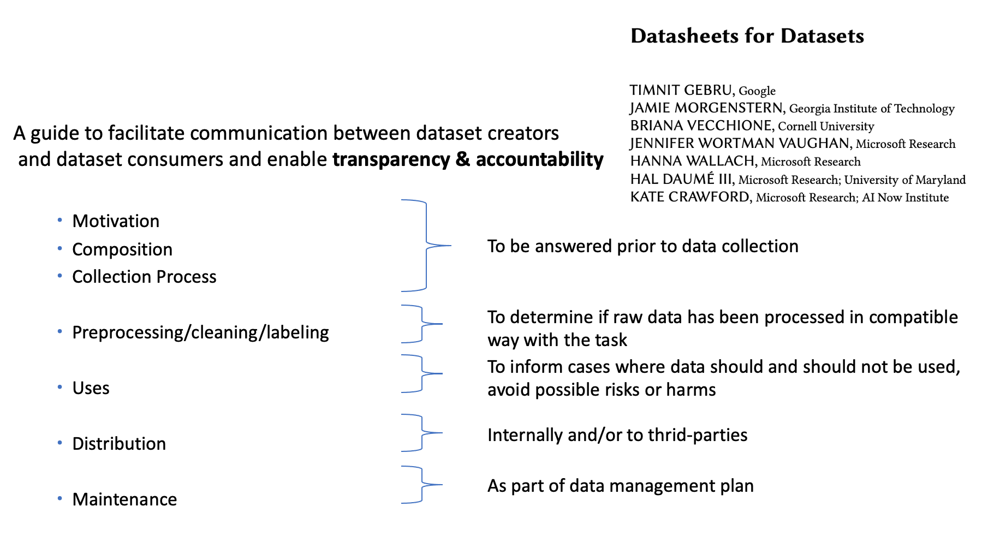 Datasheets for Datasets
TIMNIT GEBRU, Google
JAMIE MORGENSTERN, Georgia Institute of Technology
BRIANA VECCHIONE, Cornell University
JENNIFER WORTMAN VAUGHAN, Microsoft Research
HANNA WALLACH, Microsoft Research
HAL DAUMÉ III, Microsoft Research; University of Maryland
KATE CRAWFORD, Microsoft Research; AI Now Institute
A guide to facilitate communication between dataset creators
and dataset consumers and enable transparency & accountability
• Motivation
• Composition
• Collection Process
To be answered prior to data collection
• Preprocessing/cleaning/labeling
To determine if raw data has been processed in compatible
way with the task
• Uses
To inform cases where data should and should not be used,
avoid possible risks or harms
• Distribution
Internally and/or to thrid-parties
• Maintenance
As part of data management plan